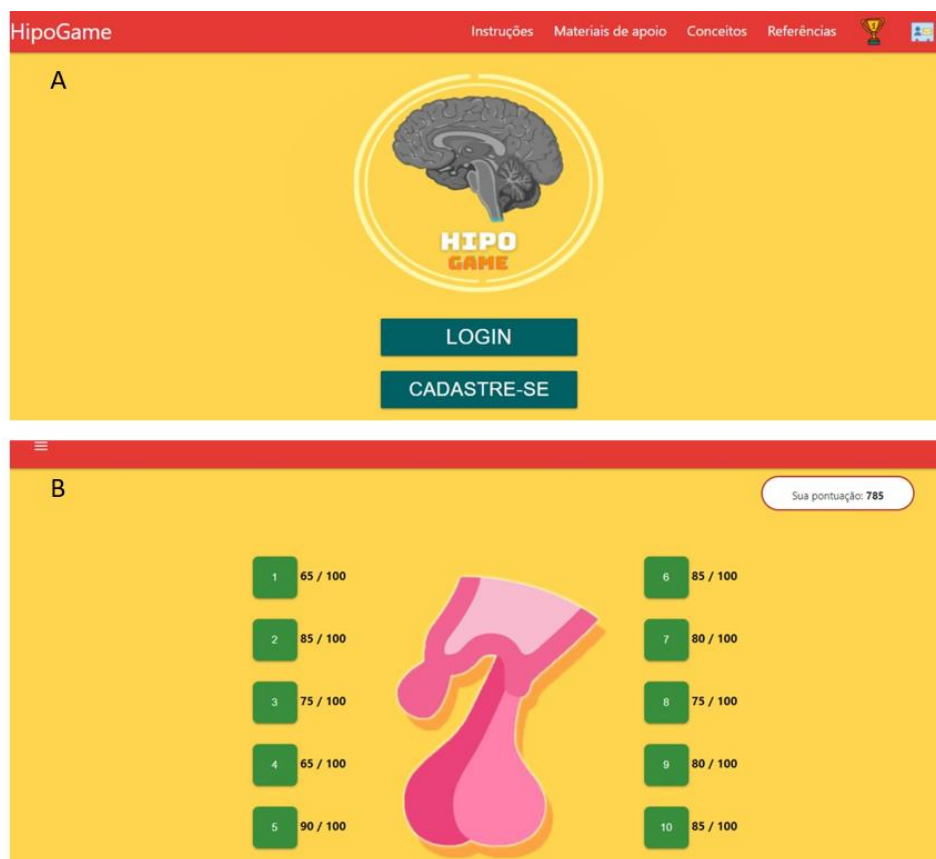 HipoGame
Instruções Materiais de apoio Conceitos Referências
A
HIPO
GAME
LOGIN
CADASTRE-SE
B
Sua pontuação: 785
1 65 / 100
6 85 / 100
2 85 / 100
7 80 / 100
3 75 / 100
8 75 / 100
4 65 / 100
9 80 / 100
5 90 / 100
10 85 / 100